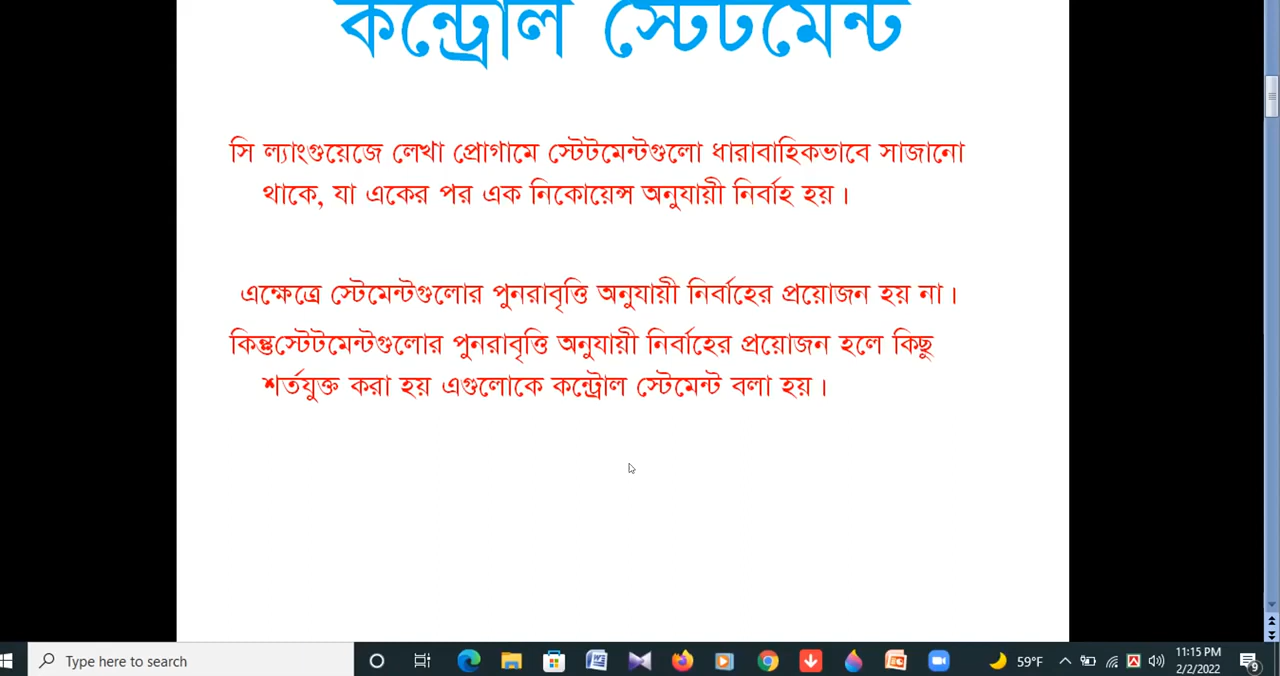 কন্ট্রোল স্টেটমেন্ট
সি ল্যাংগুয়েজে লেখা প্রোগামে স্টেটমেন্টগুলো ধারাবাহিকভাবে সাজানো
থাকে, যা একের পর এক নিকোয়েন্স অনুযায়ী নির্বাহ হয়।
এক্ষেত্রে স্টেমেন্টগুলোর পুনরাবৃত্তি অনুযায়ী নির্বাহের প্রয়োজন হয় না।
কিন্তুস্টেটমেন্টগুলোর পুনরাবৃত্তি অনুযায়ী নির্বাহের প্রয়োজন হলে কিছু
শর্তযুক্ত করা হয় এগুলোকে কন্ট্রোল স্টেমেন্ট বলা হয়।
Type here to search
59°F
11:15 PM
2/2/2022
9